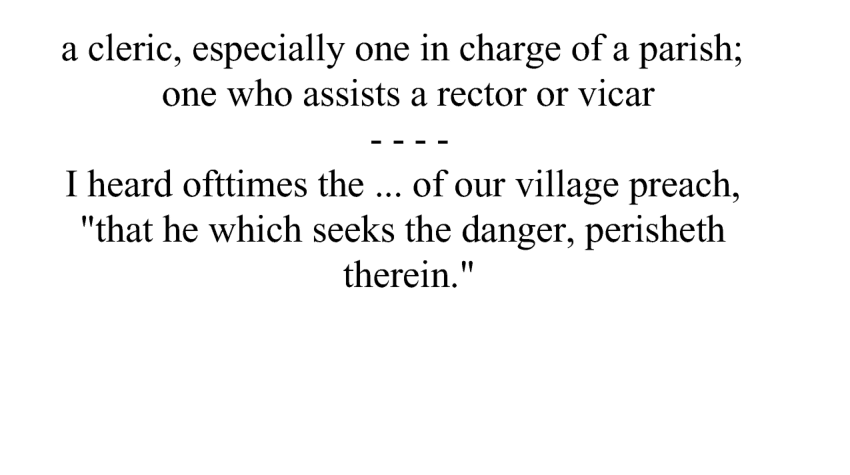 a cleric, especially one in charge of a parish;
one who assists a rector or vicar
- - - -
I heard ofttimes the ... of our village preach,
"that he which seeks the danger, perisheth
therein."